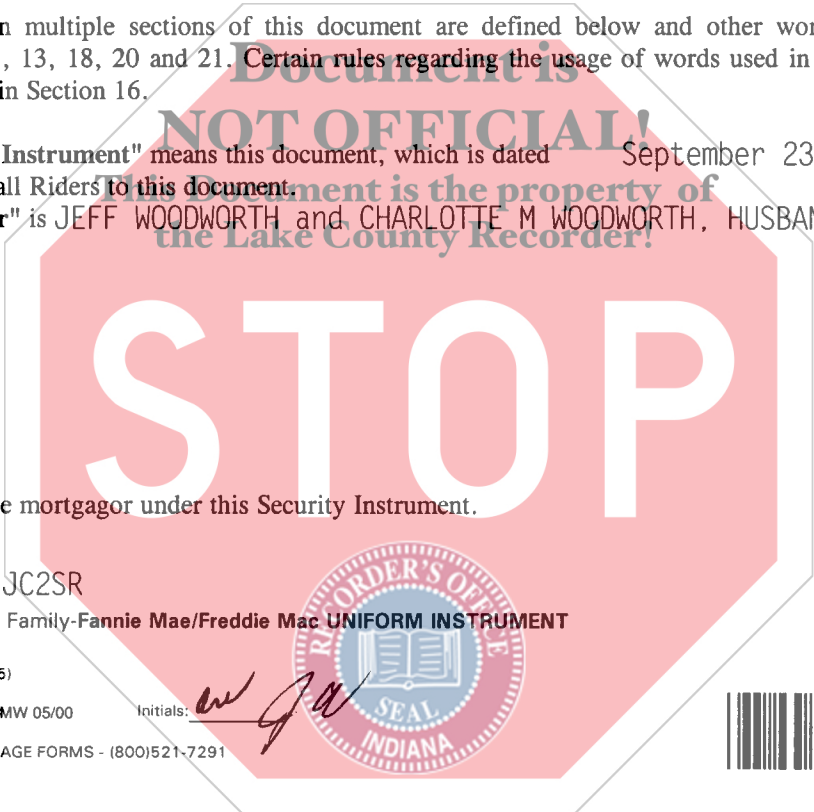 n multiple sections of this document are defined below and other wor
, 13, 18, 20 and 21. Certain rules regarding the usage of words used in
in Section 16.
Document is
NOT OFFICIAL!
This Document is the property of
the Lake County Recorder!
Instrument" means this document, which is dated September 23
all Riders to this document.
r" is JEFF WOODWORTH and CHARLOTTE M WOODWORTH, HUSBAN
STOP
e mortgagor under this Security Instrument.
JC2SR
Family-Fannie Mae/Freddie Mac UNIFORM INSTRUMENT
RECORDER'S OFFICE
SEAL
INDIANA
5)
MW 05/00 Initials:
AGE FORMS - (800)521-7291